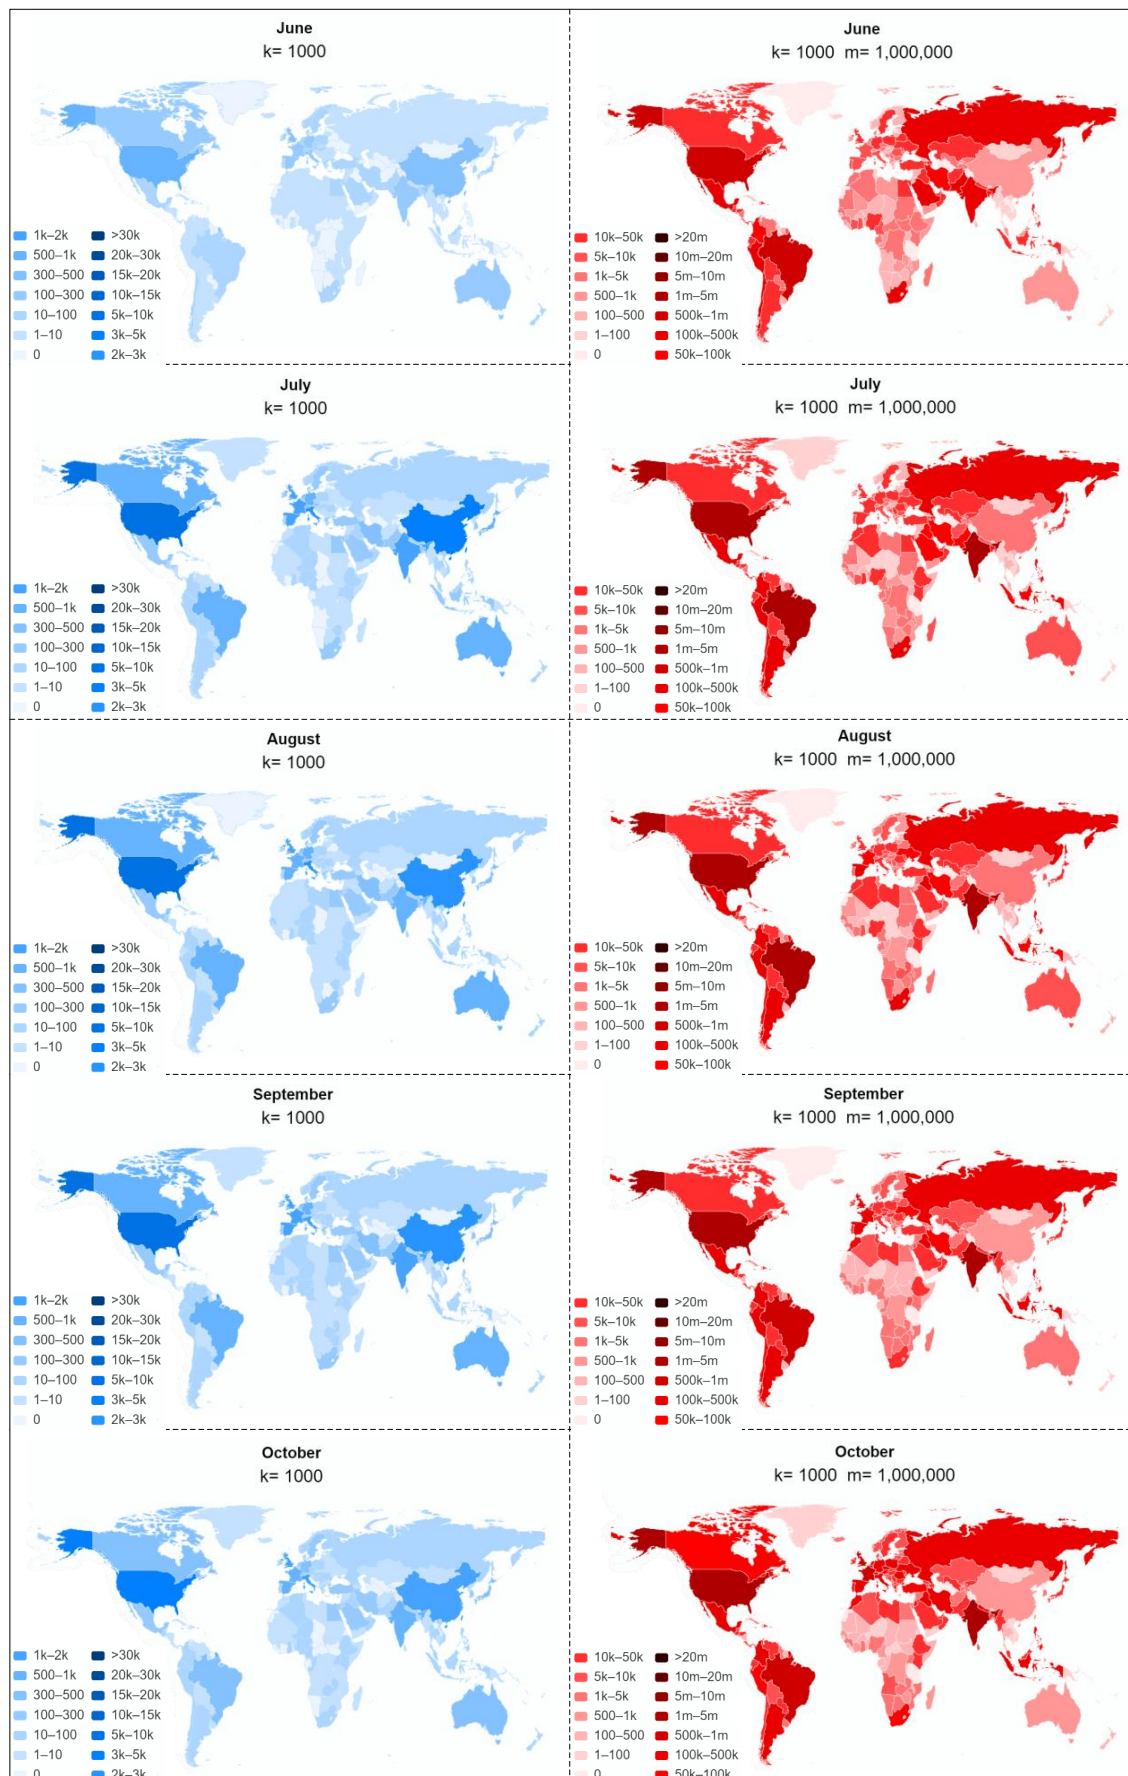 June
k= 1000
1k–2k >30k
500–1k 20k–30k
300–500 15k–20k
100–300 10k–15k
10–100 5k–10k
1–10 3k–5k
0 2k–3k
June
k= 1000 m= 1,000,000
10k–50k >20m
5k–10k 10m–20m
1k–5k 5m–10m
500–1k 1m–5m
100–500 500k–1m
1–100 100k–500k
0 50k–100k
July
k= 1000
1k–2k >30k
500–1k 20k–30k
300–500 15k–20k
100–300 10k–15k
10–100 5k–10k
1–10 3k–5k
0 2k–3k
July
k= 1000 m= 1,000,000
10k–50k >20m
5k–10k 10m–20m
1k–5k 5m–10m
500–1k 1m–5m
100–500 500k–1m
1–100 100k–500k
0 50k–100k
August
k= 1000
1k–2k >30k
500–1k 20k–30k
300–500 15k–20k
100–300 10k–15k
10–100 5k–10k
1–10 3k–5k
0 2k–3k
August
k= 1000 m= 1,000,000
10k–50k >20m
5k–10k 10m–20m
1k–5k 5m–10m
500–1k 1m–5m
100–500 500k–1m
1–100 100k–500k
0 50k–100k
September
k= 1000
1k–2k >30k
500–1k 20k–30k
300–500 15k–20k
100–300 10k–15k
10–100 5k–10k
1–10 3k–5k
0 2k–3k
September
k= 1000 m= 1,000,000
10k–50k >20m
5k–10k 10m–20m
1k–5k 5m–10m
500–1k 1m–5m
100–500 500k–1m
1–100 100k–500k
0 50k–100k
October
k= 1000
1k–2k >30k
500–1k 20k–30k
300–500 15k–20k
100–300 10k–15k
10–100 5k–10k
1–10 3k–5k
0 2k–3k
October
k= 1000 m= 1,000,000
10k–50k >20m
5k–10k 10m–20m
1k–5k 5m–10m
500–1k 1m–5m
100–500 500k–1m
1–100 100k–500k
0 50k–100k